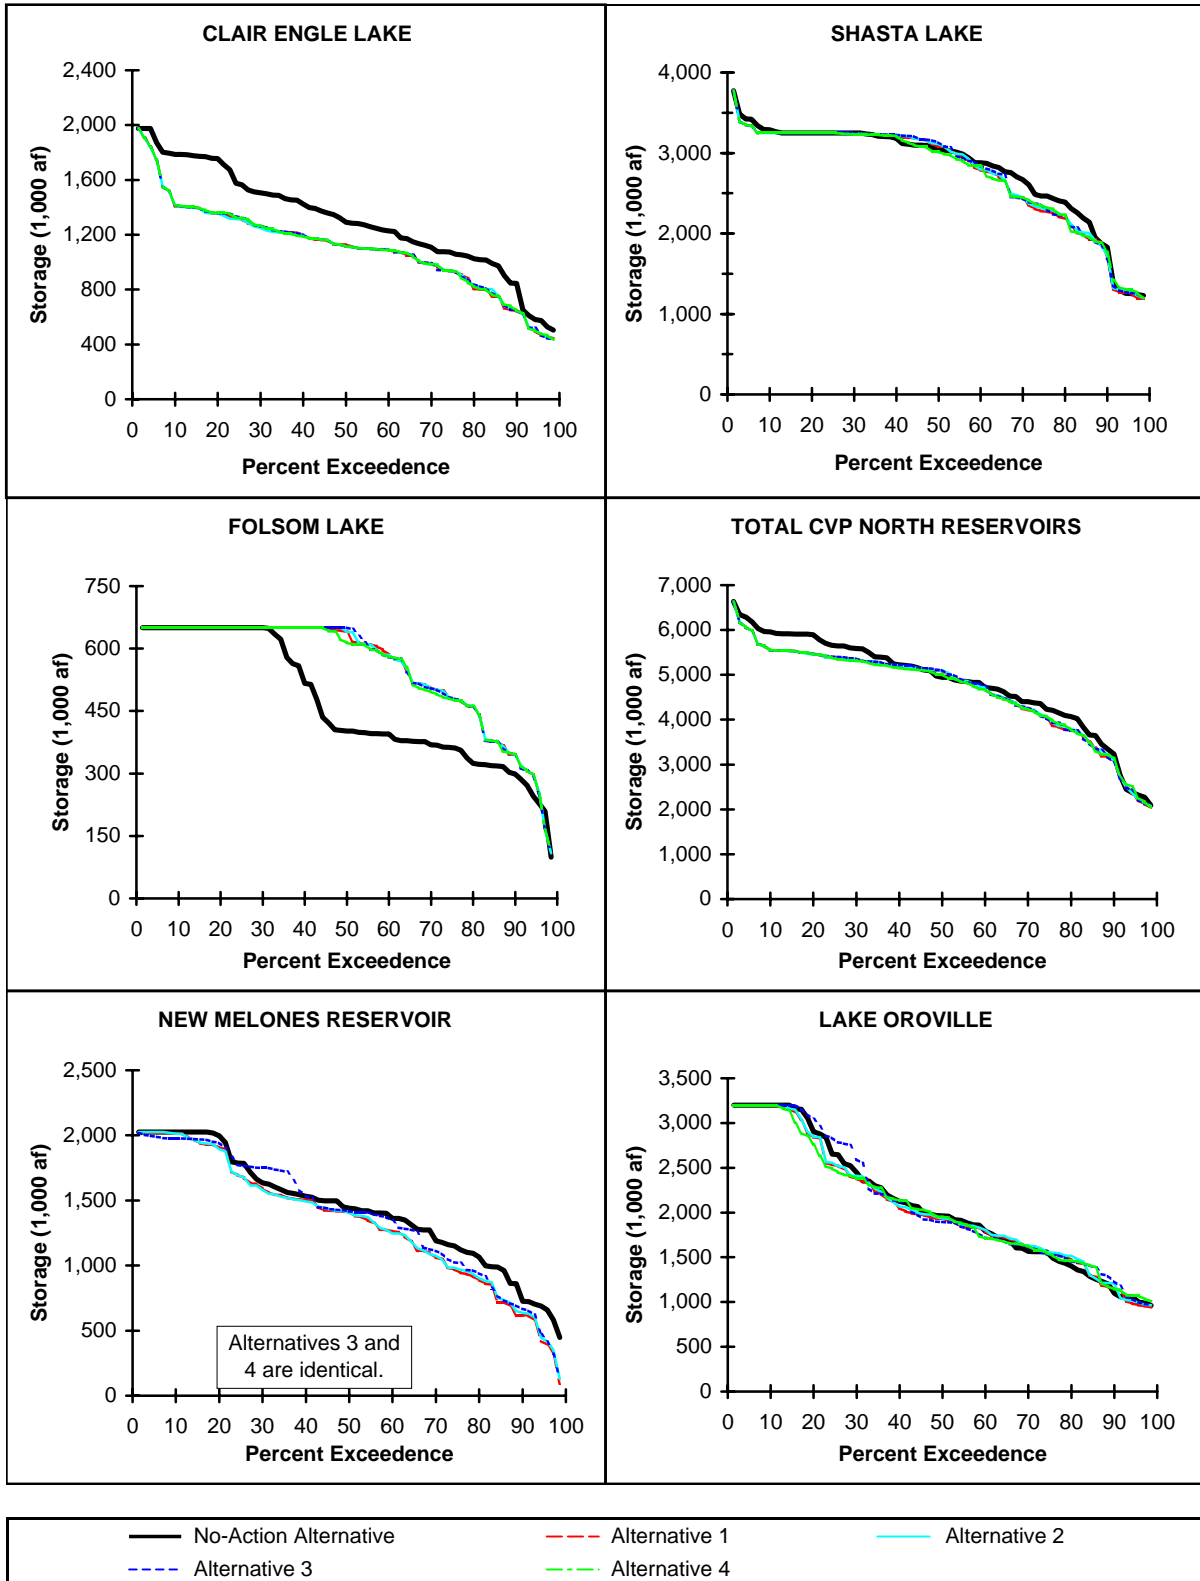 CLAIR ENGLE LAKE
2,400
2,000
1,600
1,200
800
400
0
0 10 20 30 40 50 60 70 80 90 100
Storage (1,000 af)
Percent Exceedence
SHASTA LAKE
4,000
3,000
2,000
1,000
0
0 10 20 30 40 50 60 70 80 90 100
Storage (1,000 af)
Percent Exceedence
FOLSOM LAKE
750
600
450
300
150
0
0 10 20 30 40 50 60 70 80 90 100
Storage (1,000 af)
Percent Exceedence
TOTAL CVP NORTH RESERVOIRS
7,000
6,000
5,000
4,000
3,000
2,000
1,000
0
0 10 20 30 40 50 60 70 80 90 100
Storage (1,000 af)
Percent Exceedence
NEW MELONES RESERVOIR
2,500
2,000
1,500
1,000
500
0
0 10 20 30 40 50 60 70 80 90 100
Storage (1,000 af)
Percent Exceedence
Alternatives 3 and
4 are identical.
LAKE OROVILLE
3,500
3,000
2,500
2,000
1,500
1,000
500
0
0 10 20 30 40 50 60 70 80 90 100
Storage (1,000 af)
Percent Exceedence
No-Action Alternative Alternative 1 Alternative 2
Alternative 3 Alternative 4